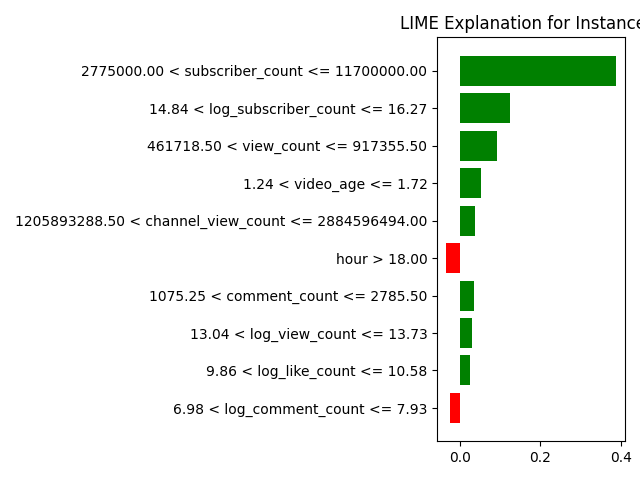 LIME Explanation for Instance
2775000.00 < subscriber_count <= 11700000.00
14.84 < log_subscriber_count <= 16.27
461718.50 < view_count <= 917355.50
1.24 < video_age <= 1.72
1205893288.50 < channel_view_count <= 2884596494.00
hour > 18.00
1075.25 < comment_count <= 2785.50
13.04 < log_view_count <= 13.73
9.86 < log_like_count <= 10.58
6.98 < log_comment_count <= 7.93
0.0 0.2 0.4